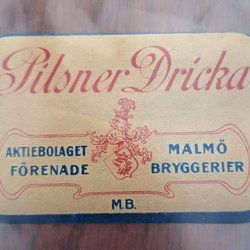 Pilsner Dricka
AKTIEBOLAGET MALMÖ
FÖRENADE BRYGGERIER
M.B.